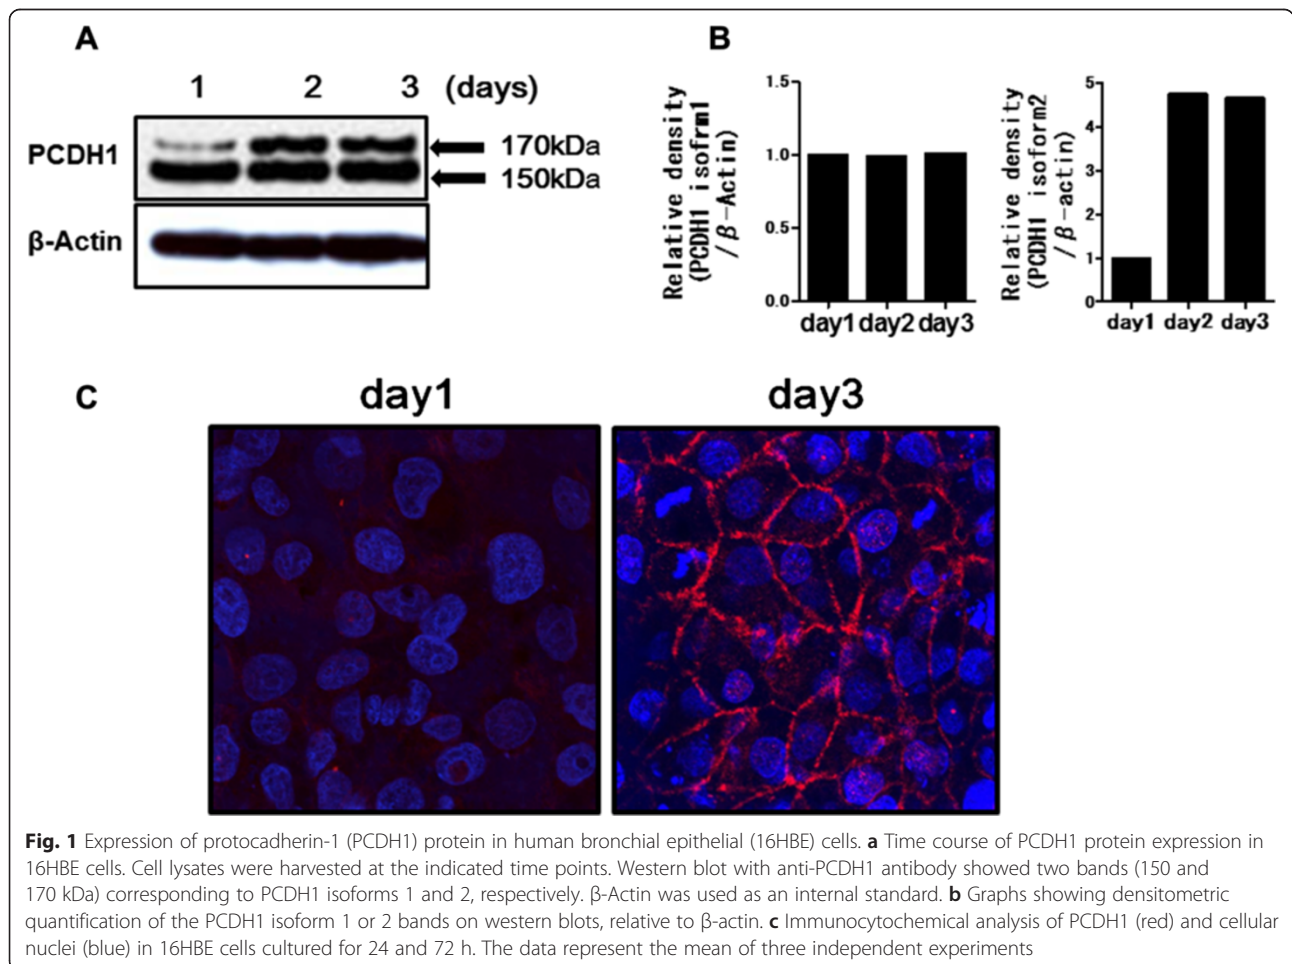 A
1 2 3 (days)
PCDH1
170kDa
150kDa
β-Actin
B
Relative density
(PCDH1 isofrm1
/β-Actin)
1.5
1.0
0.5
0.0
day1 day2 day3
Relative density
(PCDH1 isoform2
/β-actin)
5
4
3
2
1
0
day1 day2 day3
C
day1 day3
Fig. 1 Expression of protocadherin-1 (PCDH1) protein in human bronchial epithelial (16HBE) cells. a Time course of PCDH1 protein expression in
16HBE cells. Cell lysates were harvested at the indicated time points. Western blot with anti-PCDH1 antibody showed two bands (150 and
170 kDa) corresponding to PCDH1 isoforms 1 and 2, respectively. β-Actin was used as an internal standard. b Graphs showing densitometric
quantification of the PCDH1 isoform 1 or 2 bands on western blots, relative to β-actin. c Immunocytochemical analysis of PCDH1 (red) and cellular
nuclei (blue) in 16HBE cells cultured for 24 and 72 h. The data represent the mean of three independent experiments